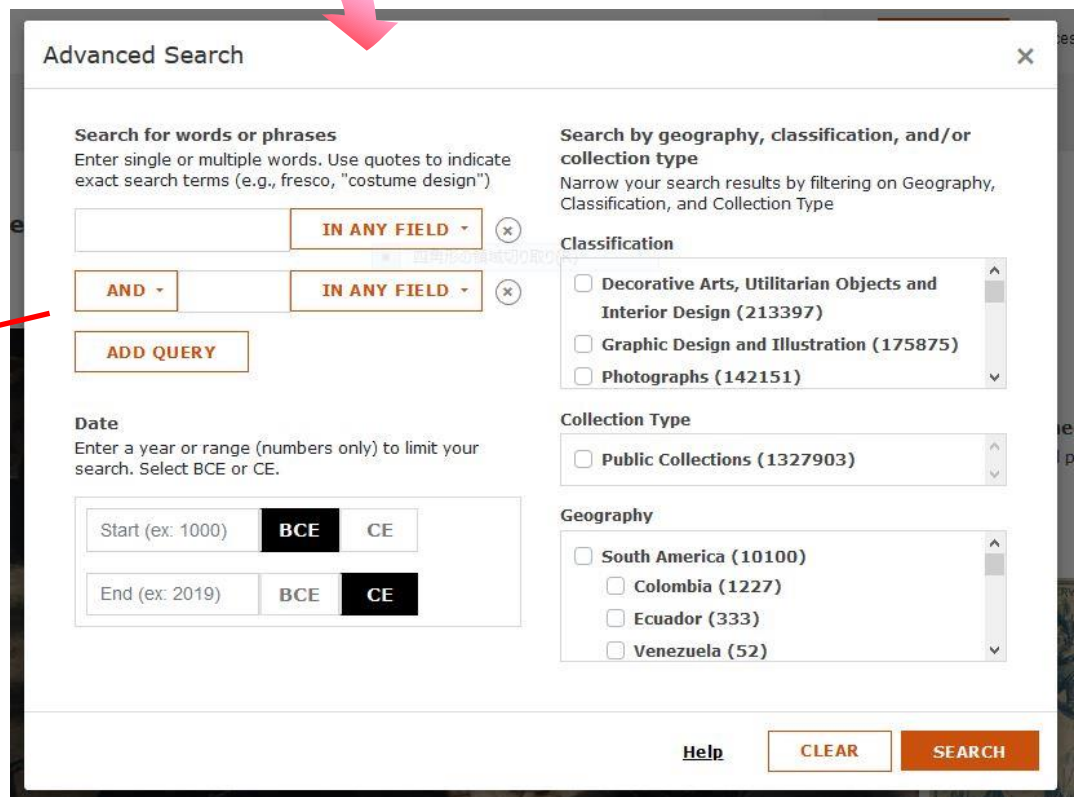 Advanced Search
×
Search for words or phrases
Enter single or multiple words. Use quotes to indicate
exact search terms (e.g., fresco, "costume design")
IN ANY FIELD
AND
IN ANY FIELD
ADD QUERY
Date
Enter a year or range (numbers only) to limit your
search. Select BCE or CE.
Start (ex: 1000) BCE CE
End (ex: 2019) BCE CE
Search by geography, classification, and/or
collection type
Narrow your search results by filtering on Geography,
Classification, and Collection Type
Classification
Decorative Arts, Utilitarian Objects and
Interior Design (213397)
Graphic Design and Illustration (175875)
Photographs (142151)
Collection Type
Public Collections (1327903)
Geography
South America (10100)
Colombia (1227)
Ecuador (333)
Venezuela (52)
Help CLEAR SEARCH